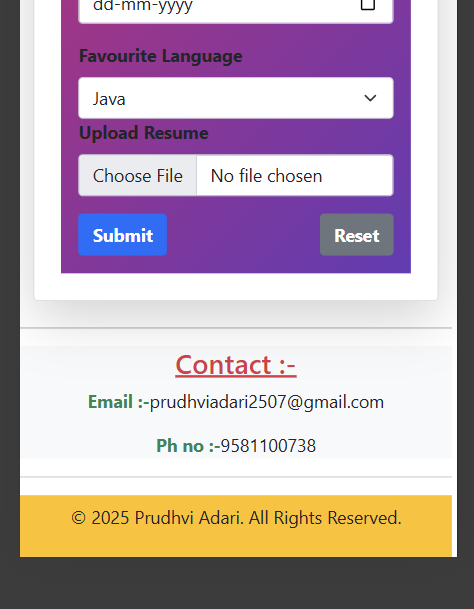 dd-mm-yyyy
Favourite Language
Java
Upload Resume
Choose File No file chosen
Submit Reset
Contact :-
Email :-prudhviadari2507@gmail.com
Ph no :-9581100738
© 2025 Prudhvi Adari. All Rights Reserved.